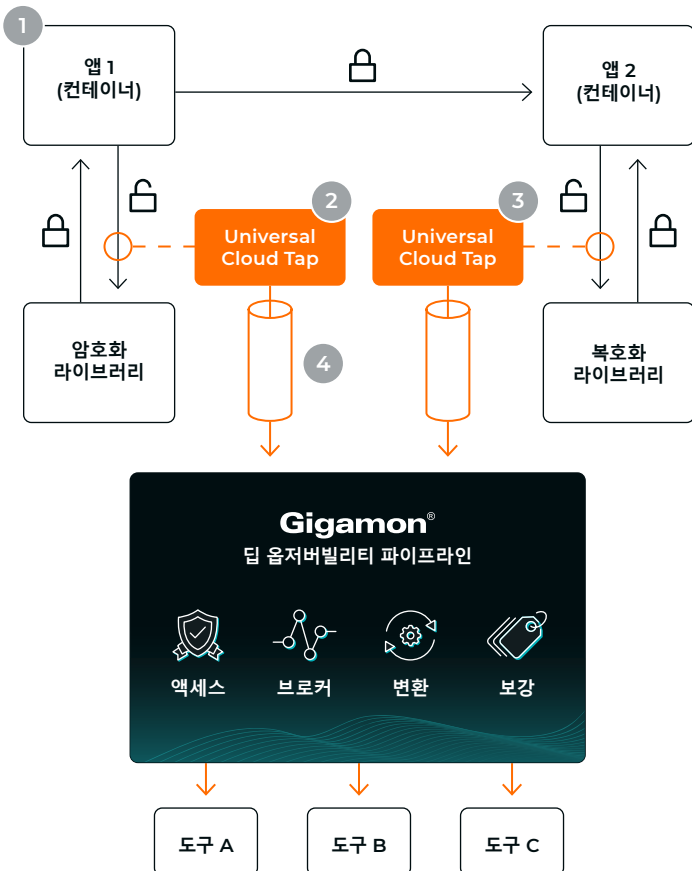 1
앱 1
(컨테이너)
앱 2
(컨테이너)
2
Universal
Cloud Tap
3
Universal
Cloud Tap
암호화
라이브러리
4
복호화
라이브러리
Gigamon®
딥 옵저버빌리티 파이프라인
액세스
브로커
변환
보강
도구 A
도구 B
도구 C